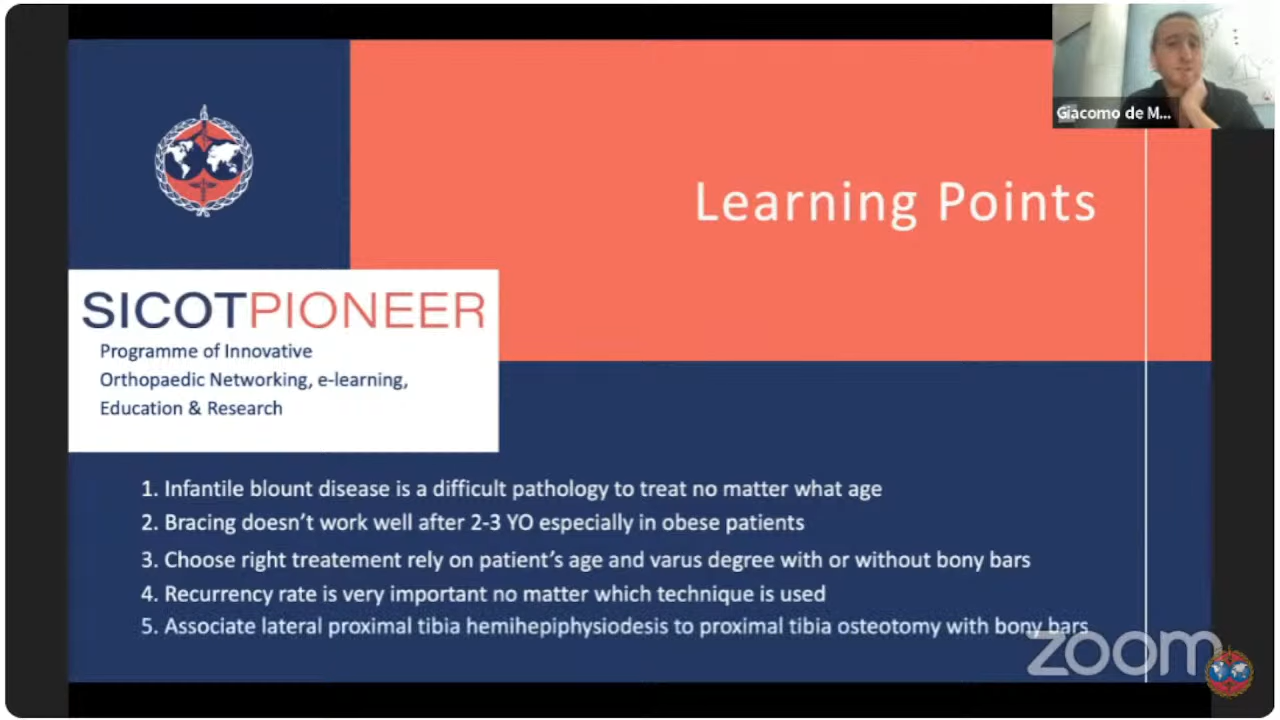 Giacomo de M...
Learning Points
SICOTPIONEER
Programme of Innovative
Orthopaedic Networking, e-learning,
Education & Research
1. Infantile blount disease is a difficult pathology to treat no matter what age
2. Bracing doesn't work well after 2-3 YO especially in obese patients
3. Choose right treatement rely on patient's age and varus degree with or without bony bars
4. Recurrency rate is very important no matter which technique is used
5. Associate lateral proximal tibia hemihepiphysiodesis to proximal tibia osteotomy with bony bars
zoom